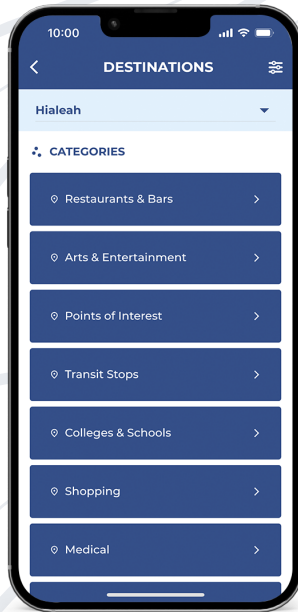 10:00
DESTINATIONS
Hialeah
CATEGORIES
Restaurants & Bars
Arts & Entertainment
Points of Interest
Transit Stops
Colleges & Schools
Shopping
Medical